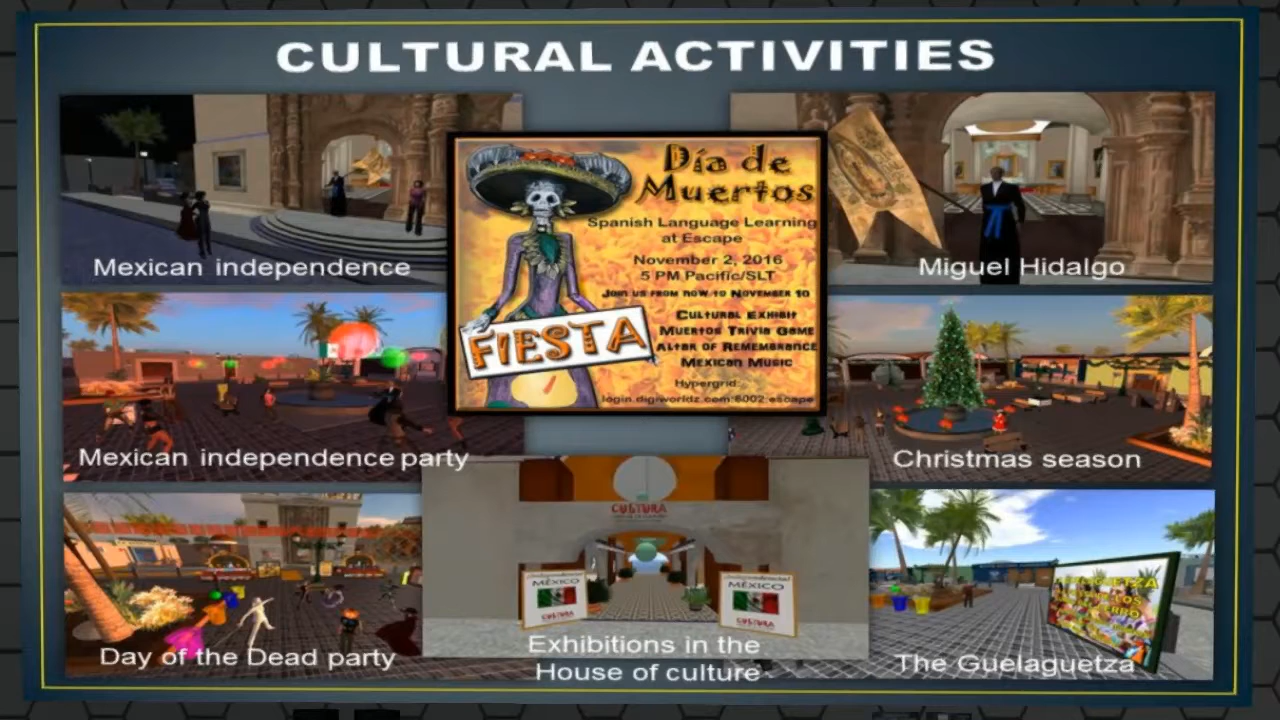 CULTURAL ACTIVITIES
Mexican independence
Día de
Muertos
Spanish Language Learning
at Escape
November 2, 2016
5 PM Pacific/SLT
Join us from now to November 10
Cultural Exhibit
Muertos Trivia Game
Altar of Remembrance
Mexican Music
Hypergrid:
login.digiworldz.com:8002:escape
FIESTA
Miguel Hidalgo
Mexican independence party
Christmas season
Day of the Dead party
CULTURA
MÉXICO
CULTURA
MÉXICO
CULTURA
Exhibitions in the
House of culture
The Guelaguetza